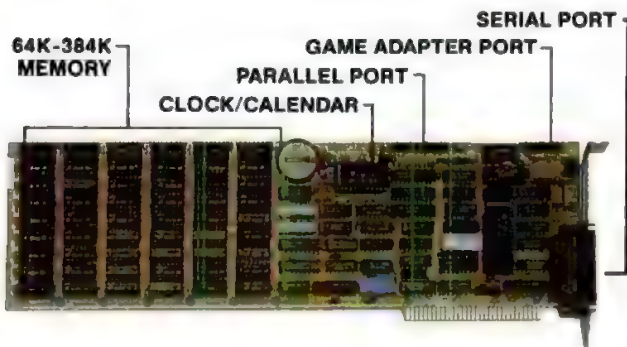 SERIAL PORT
64K-384K
MEMORY
GAME ADAPTER PORT
PARALLEL PORT
CLOCK/CALENDAR